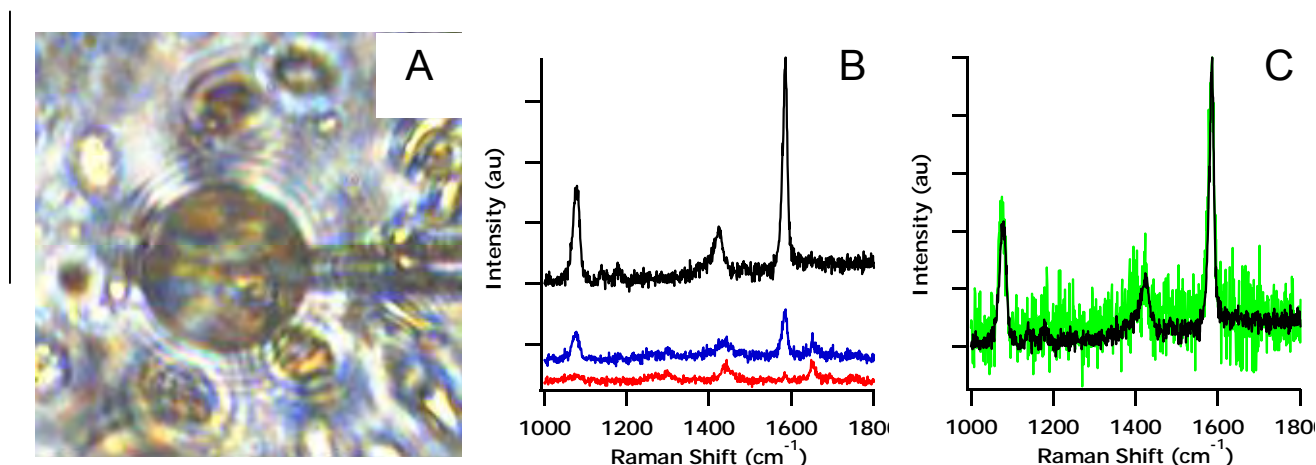 A
B
Intensity (au)
1000 1200 1400 1600 1800
Raman Shift (cm⁻¹)
C
Intensity (au)
1000 1200 1400 1600 180
Raman Shift (cm⁻¹)